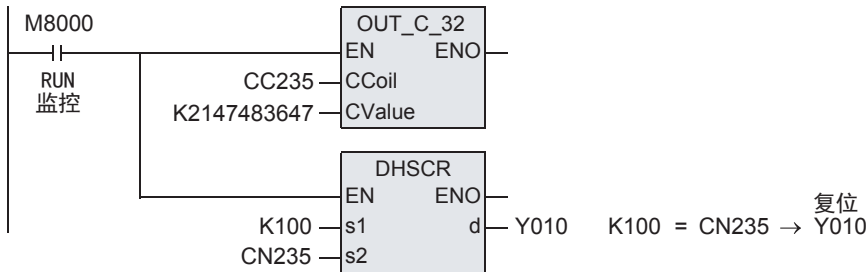 M8000
RUN
监控
OUT_C_32
EN ENO
CC235 CCoil
K2147483647 CValue
DHSCR
EN ENO
K100 s1 d Y010 K100 = CN235 → Y010
复位
CN235 s2